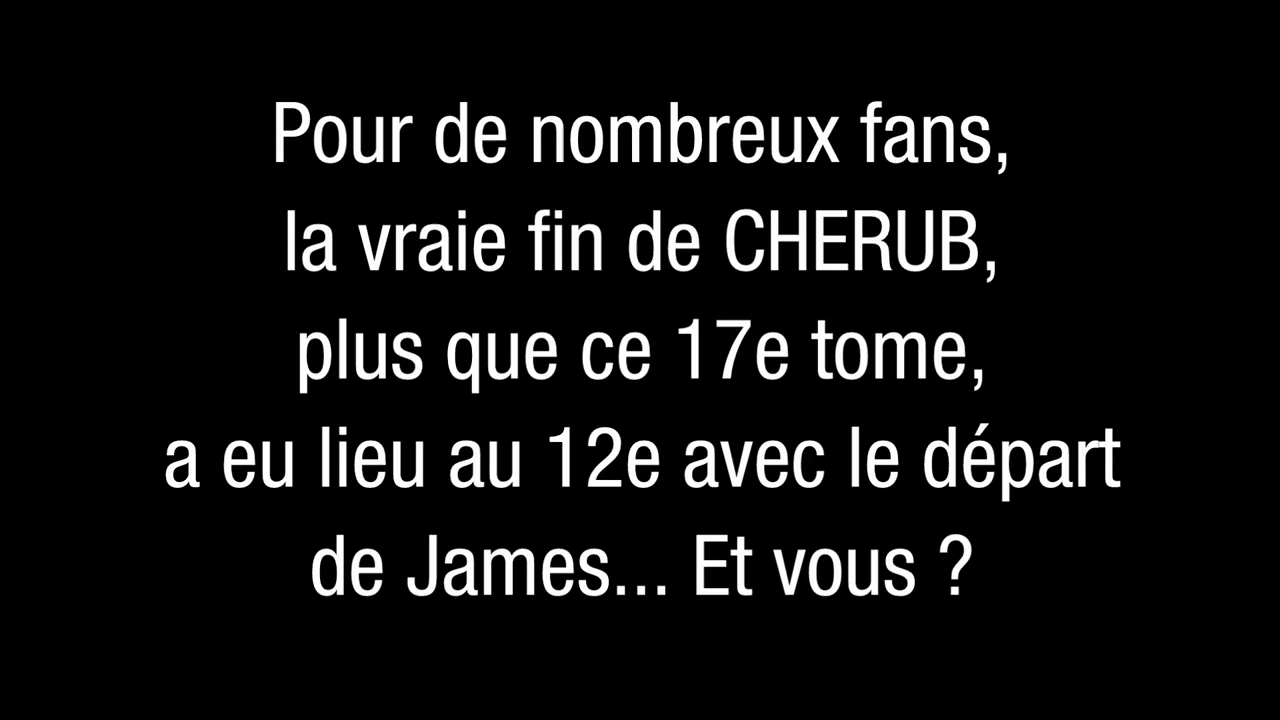 Pour de nombreux fans,
la vraie fin de CHERUB,
plus que ce 17e tome,
a eu lieu au 12e avec le départ
de James... Et vous ?